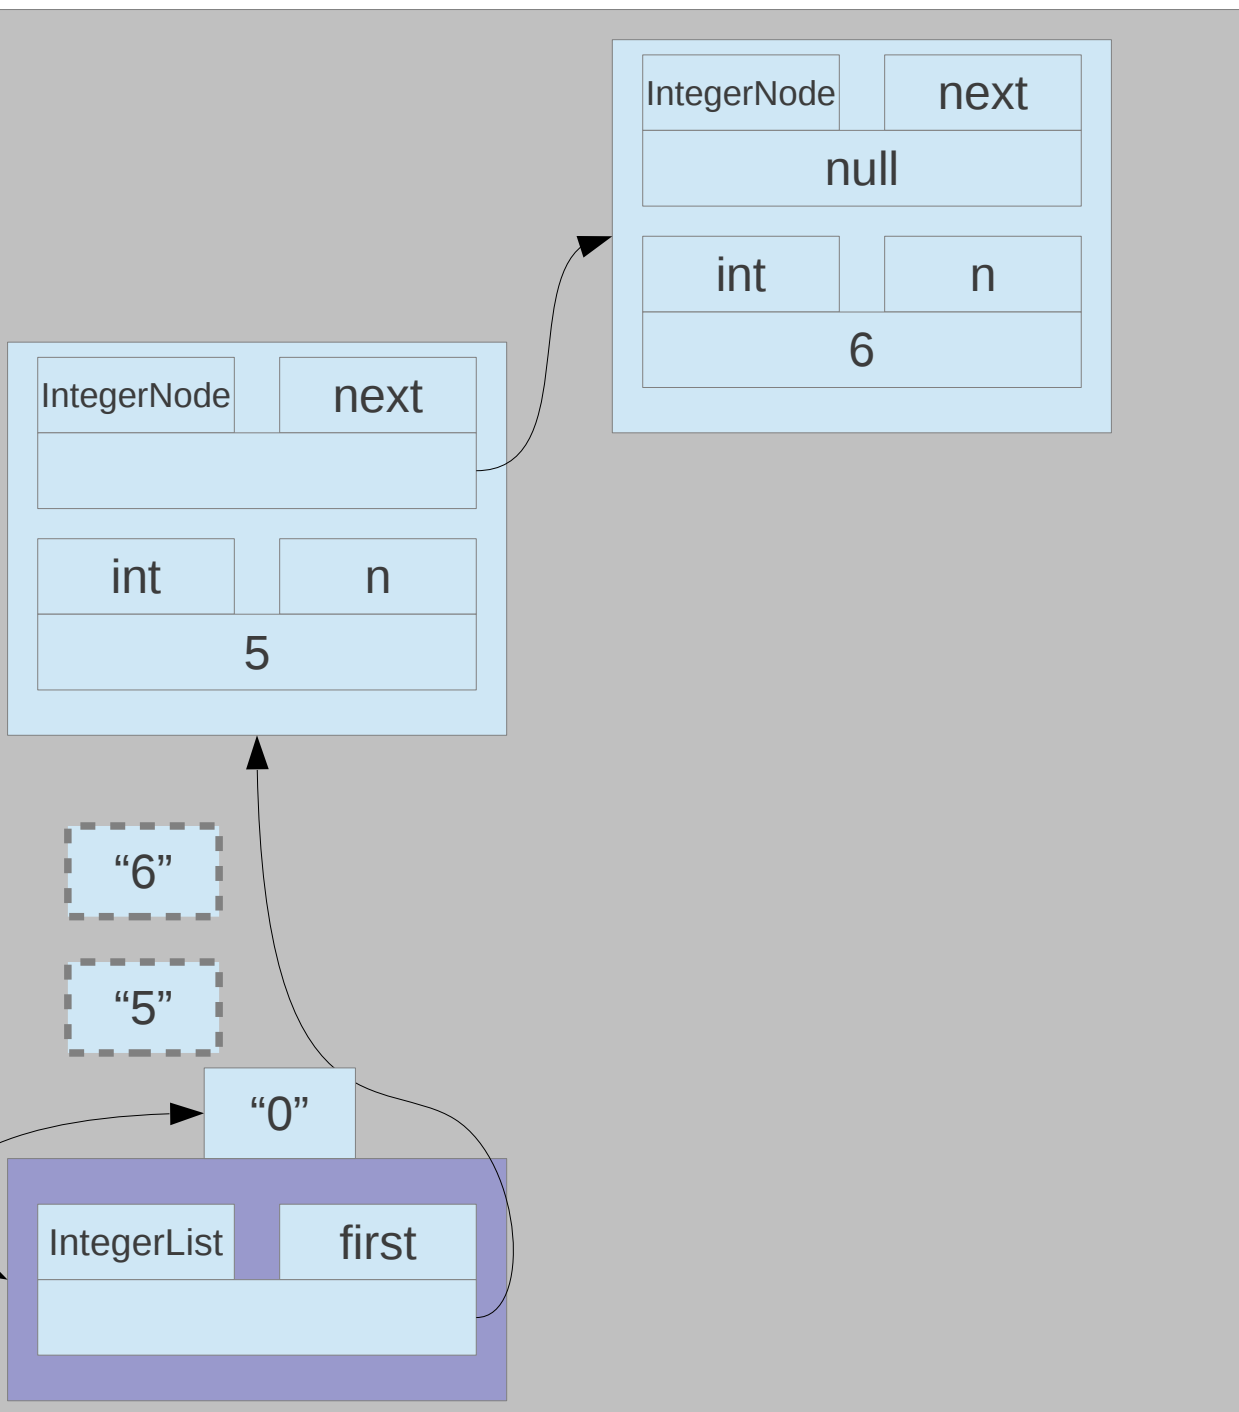 IntegerNode next
null
int n
6
IntegerNode next
int n
5
“6”
“5”
“0”
IntegerList first